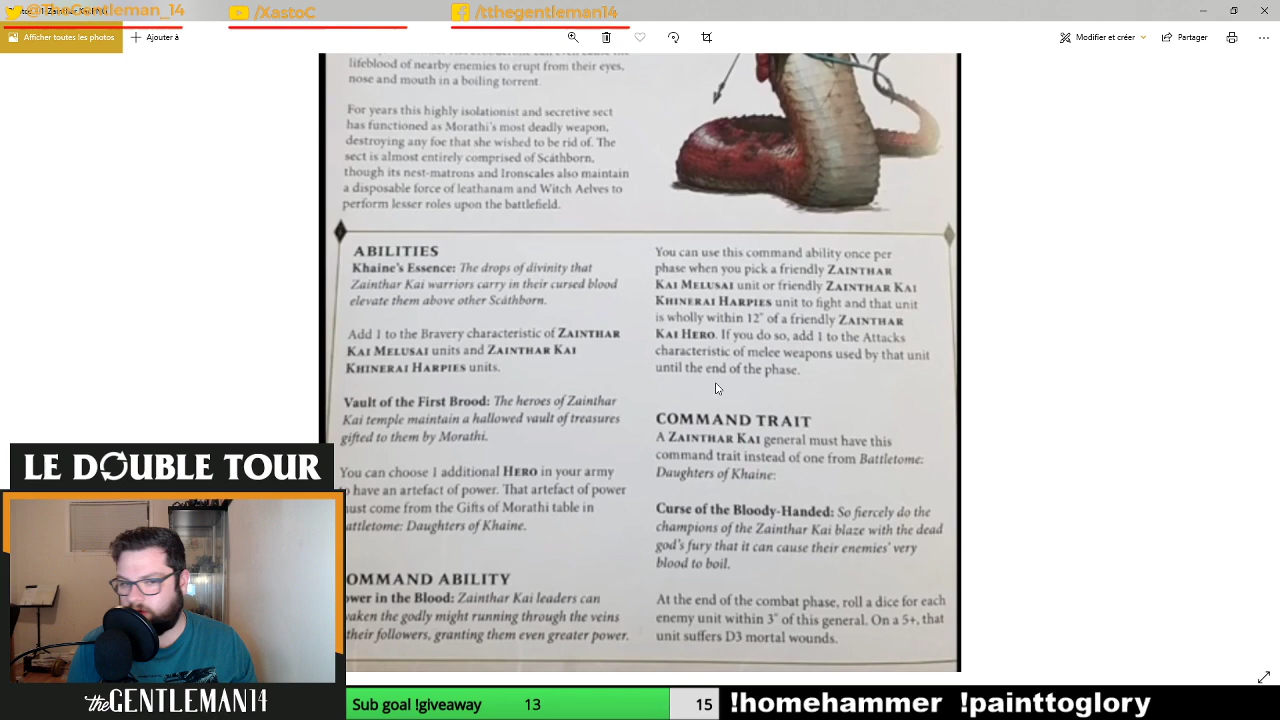 @TheGentleman_14
/XastoC
/tthegentleman14
Afficher toutes les photos
Ajouter à
Modifier et créer
Partager
lifeblood of nearby enemies to erupt from their eyes,
nose and mouth in a boiling torrent.
For years this highly isolationist and secretive sect
has functioned as Morathi's most deadly weapon,
destroying any foe that she wished to be rid of. The
sect is almost entirely comprised of Scáthborn,
though its nest-matrons and Ironscales also maintain
a disposable force of leathanam and Witch Aelves to
perform lesser roles upon the battlefield.
ABILITIES
Khaine's Essence: The drops of divinity that
Zainthar Kai warriors carry in their cursed blood
elevate them above other Scáthborn.
Add 1 to the Bravery characteristic of ZAINTHAR
KAI MELUSAI units and ZAINTHAR KAI
KHINERAI HARPIES units.
Vault of the First Brood: The heroes of Zainthar
Kai temple maintain a hallowed vault of treasures
gifted to them by Morathi.
You can choose 1 additional HERO in your army
have an artefact of power. That artefact of power
ust come from the Gifts of Morathi table in
attletome: Daughters of Khaine.
OMMAND ABILITY
wer in the Blood: Zainthar Kai leaders can
waken the godly might running through the veins
their followers, granting them even greater power.
You can use this command ability once per
phase when you pick a friendly ZAINTHAR
KAI MELUSAI unit or friendly ZAINTHAR KAI
KHINERAI HARPIES unit to fight and that unit
is wholly within 12" of a friendly ZAINTHAR
KAI HERO. If you do so, add 1 to the Attacks
characteristic of melee weapons used by that unit
until the end of the phase.
COMMAND TRAIT
A ZAINTHAR KAI general must have this
command trait instead of one from Battletome:
Daughters of Khaine:
Curse of the Bloody-Handed: So fiercely do the
champions of the Zainthar Kai blaze with the dead
god's fury that it can cause their enemies' very
blood to boil.
At the end of the combat phase, roll a dice for each
enemy unit within 3" of this general. On a 5+, that
unit suffers D3 mortal wounds.
LE DOUBLE TOUR
theGENTLEMAN14
Sub goal !giveaway 13 15
!homehammer !painttoglory